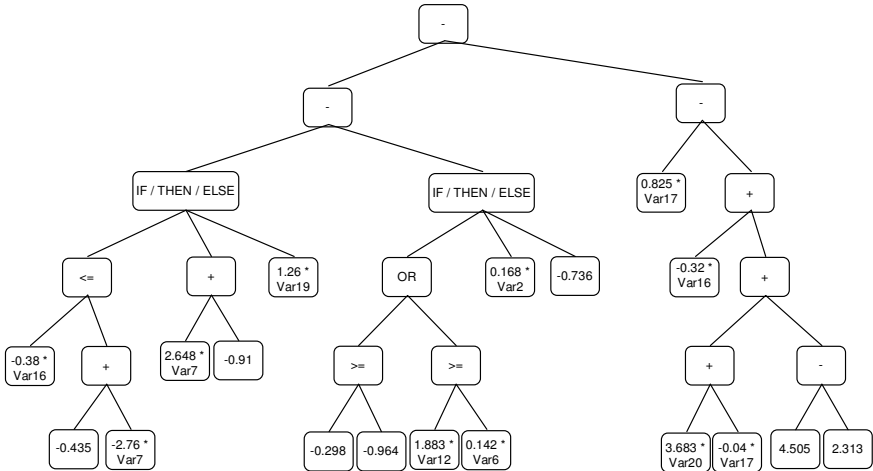 -
-
-
IF / THEN / ELSE
IF / THEN / ELSE
0.825 *
Var17
+
<=
+
1.26 *
Var19
OR
0.168 *
Var2
-0.736
-0.32 *
Var16
+
-0.38 *
Var16
+
2.648 *
Var7
-0.91
>=
>=
+
-
-0.435
-2.76 *
Var7
-0.298
-0.964
1.883 *
Var12
0.142 *
Var6
3.683 *
Var20
-0.04 *
Var17
4.505
2.313